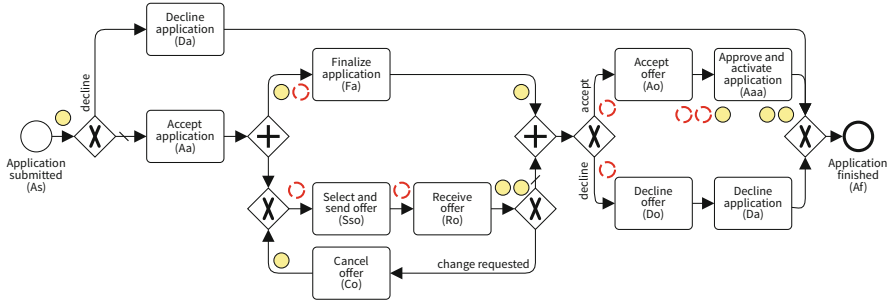 Decline
application
(Da)
decline
Application
submitted
(As)
Accept
application
(Aa)
Finalize
application
(Fa)
Select and
send offer
(Sso)
Receive
offer
(Ro)
Cancel
offer
(Co)
change requested
accept
decline
Accept
offer
(Ao)
Approve and
activate
application
(Aaa)
Decline
offer
(Do)
Decline
application
(Da)
Application
finished
(Af)